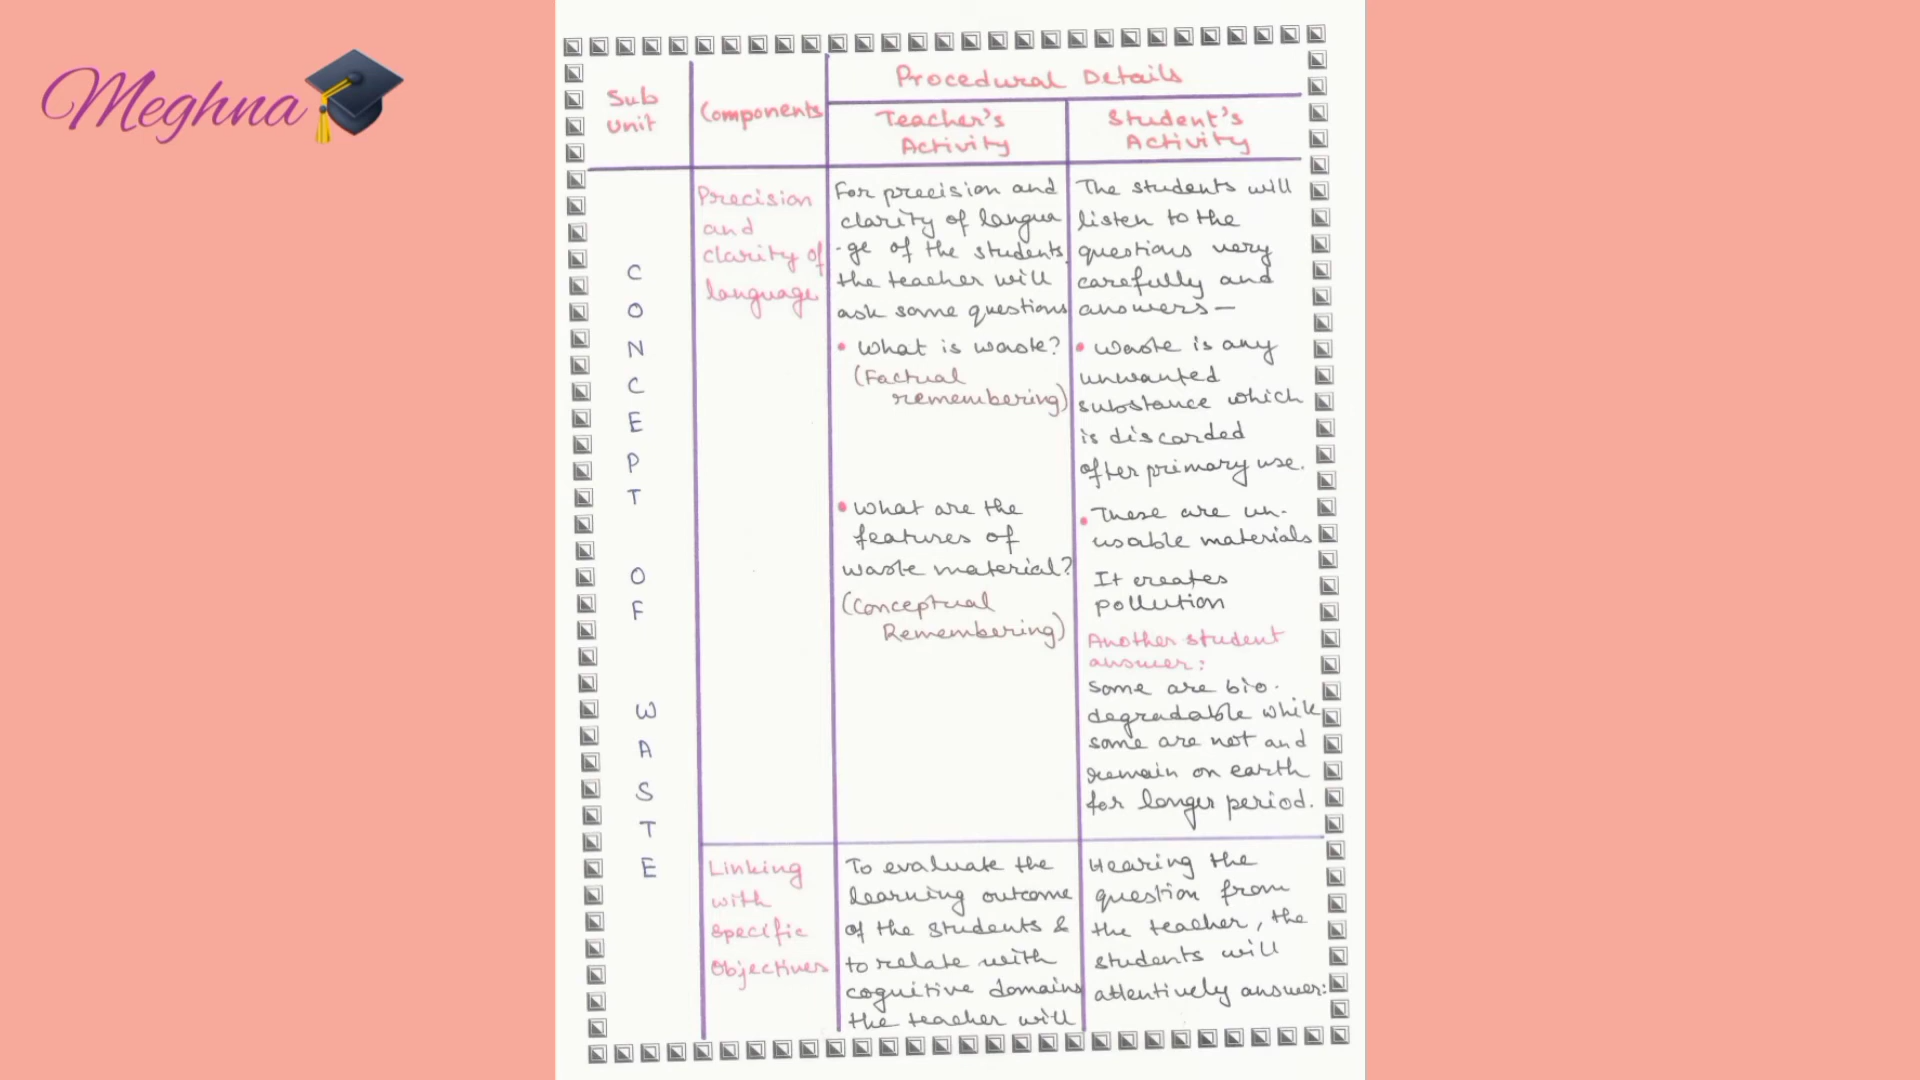 Meghna
Sub
Unit
Components
Procedural Details
Teacher's
Activity
Student's
Activity
CONCEPT
OF
WASTE
Precision
and
clarity of
language
For precision and
clarity of langua
-ge of the students,
the teacher will
ask some questions
• What is waste?
(Factual
remembering)
• What are the
features of
waste material?
(Conceptual
Remembering)
The students will
listen to the
questions very
carefully and
answers—
• Waste is any
unwanted
substance which
is discarded
after primary use.
• These are un-
usable materials
It creates
pollution
Another student
answer:
Some are bio-
degradable while
some are not and
remain on earth
for longer period.
Linking
with
Specific
Objectives
To evaluate the
learning outcome
of the students &
to relate with
cognitive domains
the teacher will
Hearing the
question from
the teacher, the
students will
attentively answer: